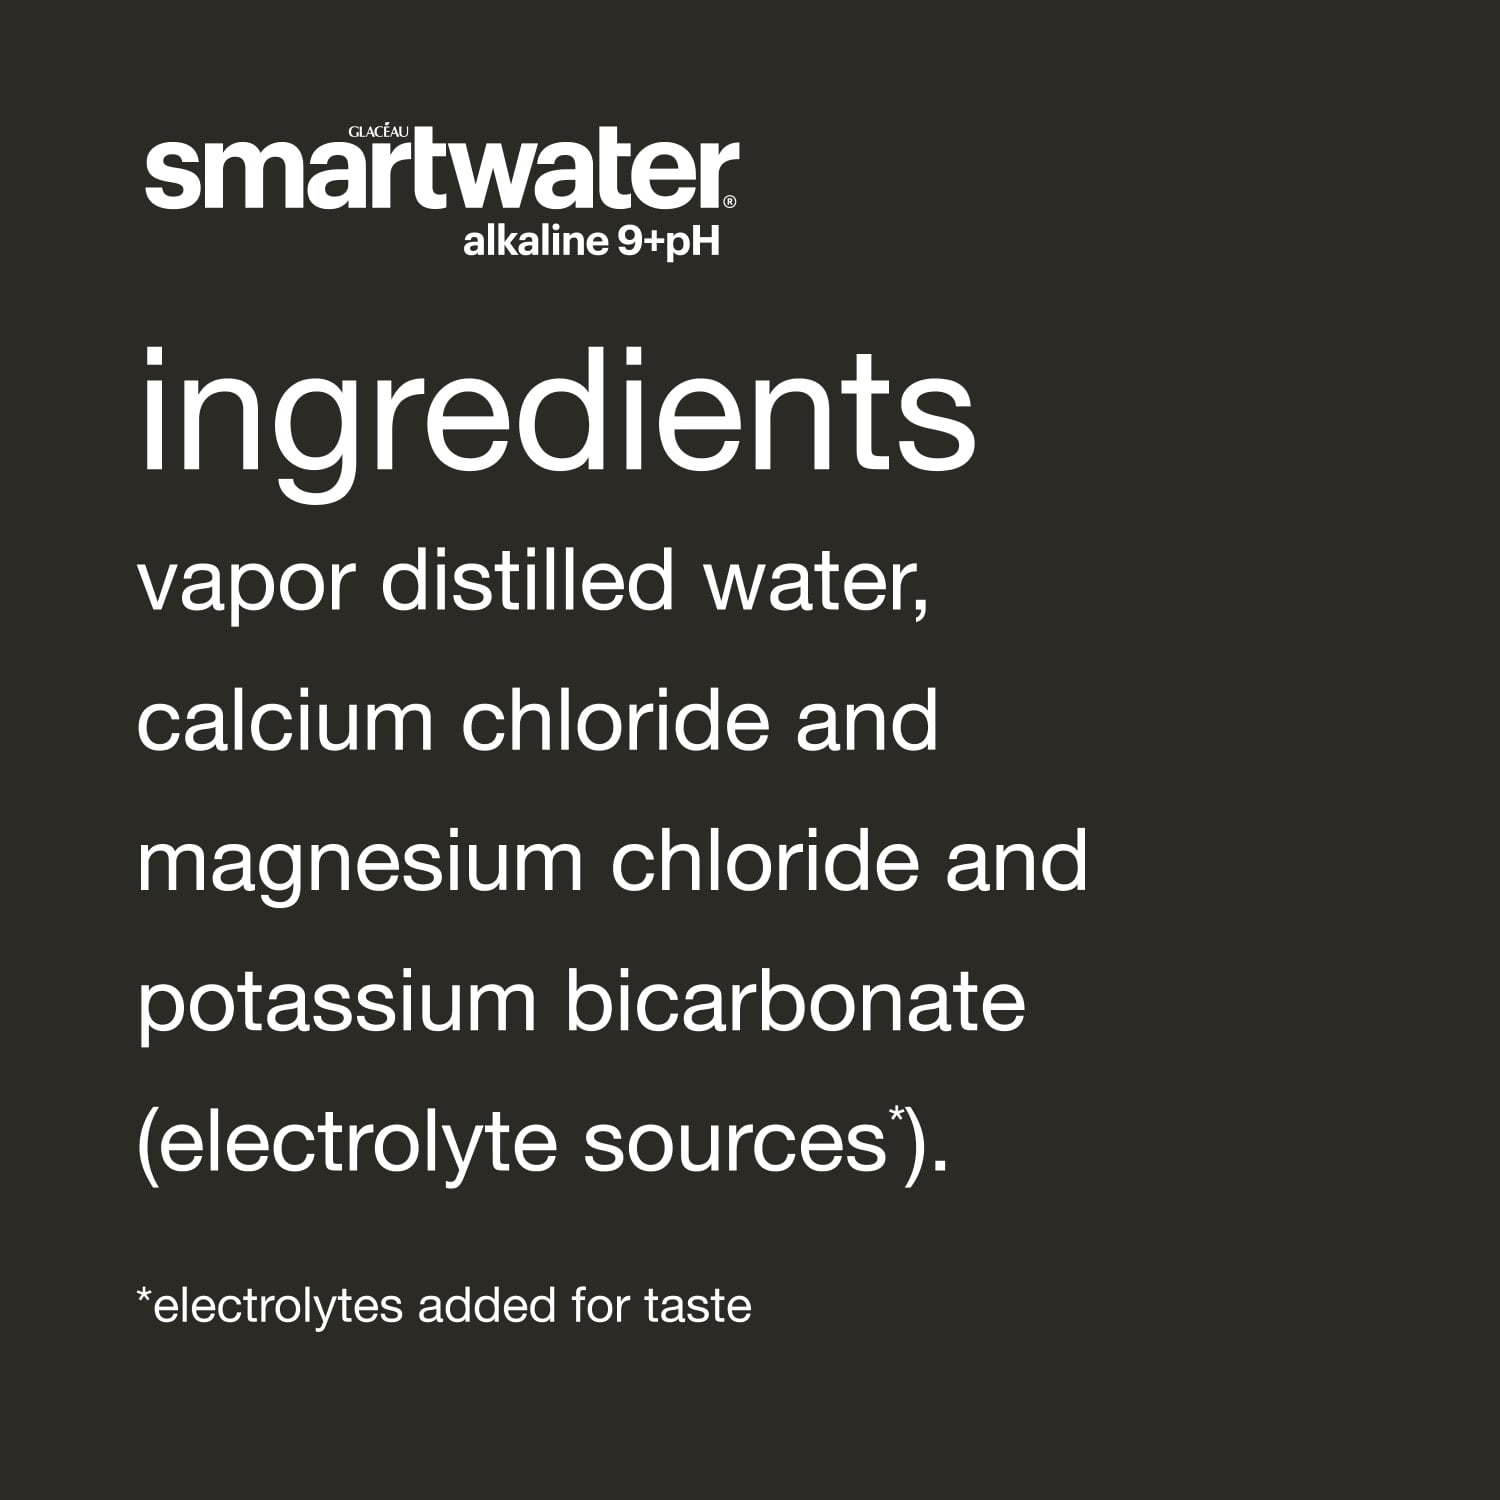 GLACÉAU
smartwater®
alkaline 9+pH
ingredients
vapor distilled water,
calcium chloride and
magnesium chloride and
potassium bicarbonate
(electrolyte sources*).
*electrolytes added for taste